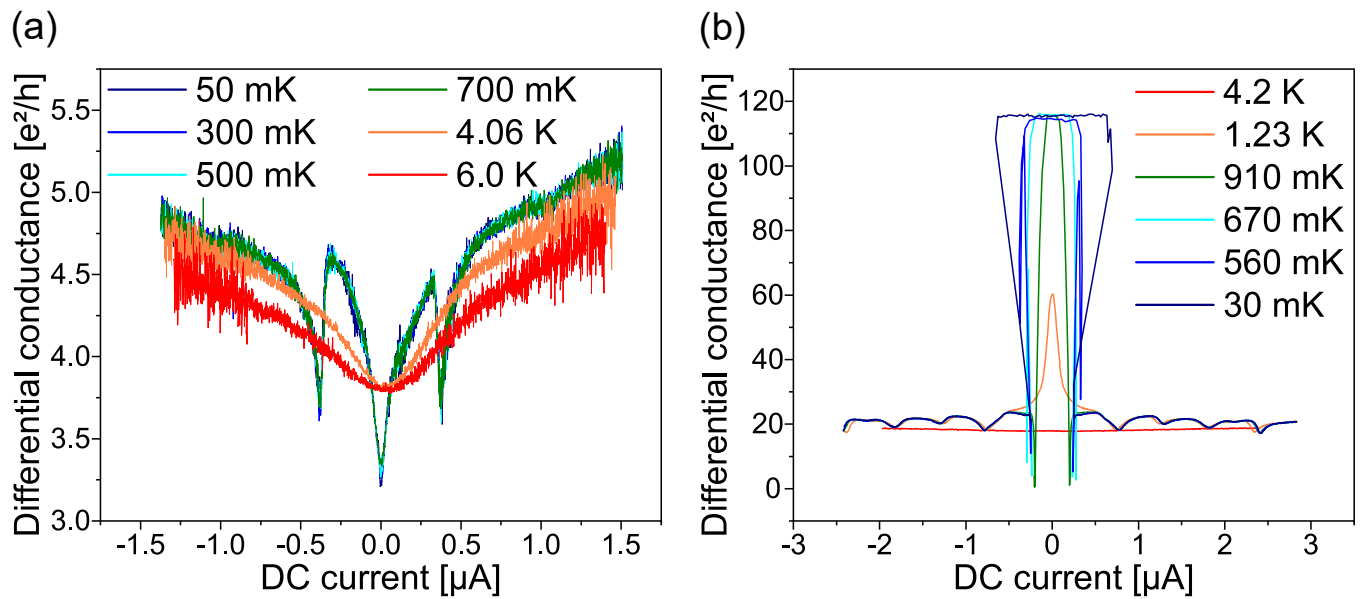 (a)
(b)
50 mK 700 mK
300 mK 4.06 K
500 mK 6.0 K
5.5
5.0
4.5
4.0
3.5
3.0
Differential conductance [e²/h]
-1.5 -1.0 -0.5 0.0 0.5 1.0 1.5
DC current [µA]
4.2 K
1.23 K
910 mK
670 mK
560 mK
30 mK
120
100
80
60
40
20
0
Differential conductance [e²/h]
-3 -2 -1 0 1 2 3
DC current [µA]